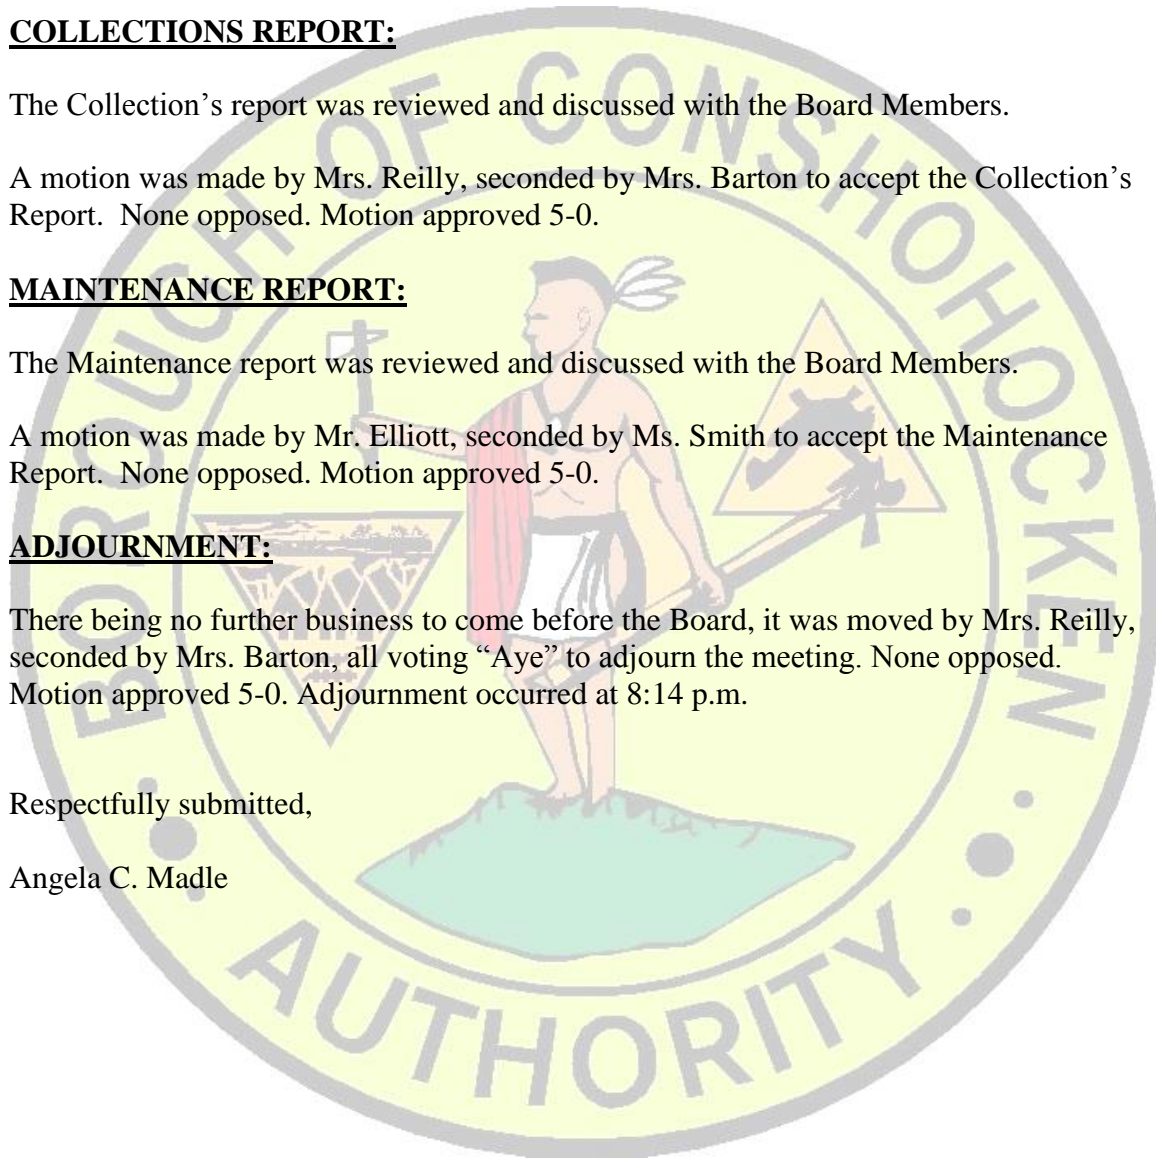 COLLECTIONS REPORT:
The Collection’s report was reviewed and discussed with the Board Members.
A motion was made by Mrs. Reilly, seconded by Mrs. Barton to accept the Collection’s
Report.  None opposed. Motion approved 5-0.
MAINTENANCE REPORT:
The Maintenance report was reviewed and discussed with the Board Members.
A motion was made by Mr. Elliott, seconded by Ms. Smith to accept the Maintenance
Report.  None opposed. Motion approved 5-0.
ADJOURNMENT:
There being no further business to come before the Board, it was moved by Mrs. Reilly,
seconded by Mrs. Barton, all voting “Aye” to adjourn the meeting. None opposed.
Motion approved 5-0. Adjournment occurred at 8:14 p.m.
Respectfully submitted,
Angela C. Madle
BOROUGH OF CONSHOHOCKEN
AUTHORITY